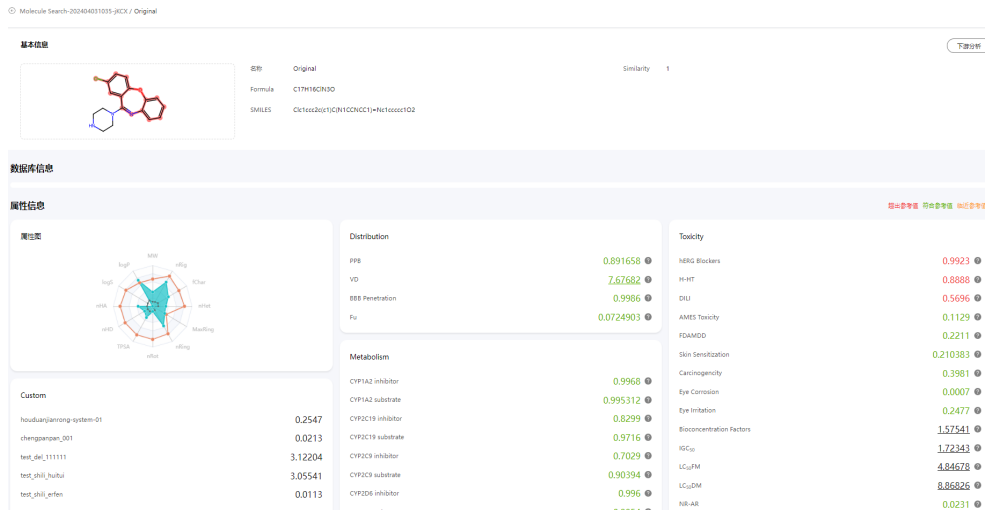 Molecule Search-202404031035-jKCX / Original
基本信息
下游分析
名称 Original Similarity 1
Formula C17H16ClN3O
SMILES Clc1ccc2c(c1)C(N1CCNCC1)=Nc1ccccc1O2
HN
数据库信息
属性信息
超出参考值 符合参考值 临近参考值
属性图
MW
nRig
fChar
nHet
MaxRing
nRing
nRot
TPSA
nHD
nHA
logS
logP
Custom
houduanjianrong-system-01 0.2547
chengpanpan_001 0.0213
test_del_111111 3.12204
test_shili_huitui 3.05541
test_shili_erfen 0.0113
Distribution
PPB 0.891658
VD 7.67682
BBB Penetration 0.9986
Fu 0.0724903
Metabolism
CYP1A2 inhibitor 0.9968
CYP1A2 substrate 0.995312
CYP2C19 inhibitor 0.8299
CYP2C19 substrate 0.9716
CYP2C9 inhibitor 0.7029
CYP2C9 substrate 0.90394
CYP2D6 inhibitor 0.996
Toxicity
hERG Blockers 0.9923
H-HT 0.8888
DILI 0.5696
AMES Toxicity 0.1129
FDAMDD 0.2211
Skin Sensitization 0.210383
Carcinogencity 0.3981
Eye Corrosion 0.0007
Eye Irritation 0.2477
Bioconcentration Factors 1.57541
IGC₅₀ 1.72343
LC₅₀FM 4.84678
LC₅₀DM 8.86826
NR-AR 0.0231